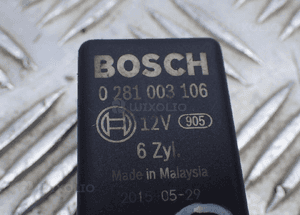 BOSCH
0 281 003 106
12V 905
6 Zyl.
Made in Malaysia
2015-05-29